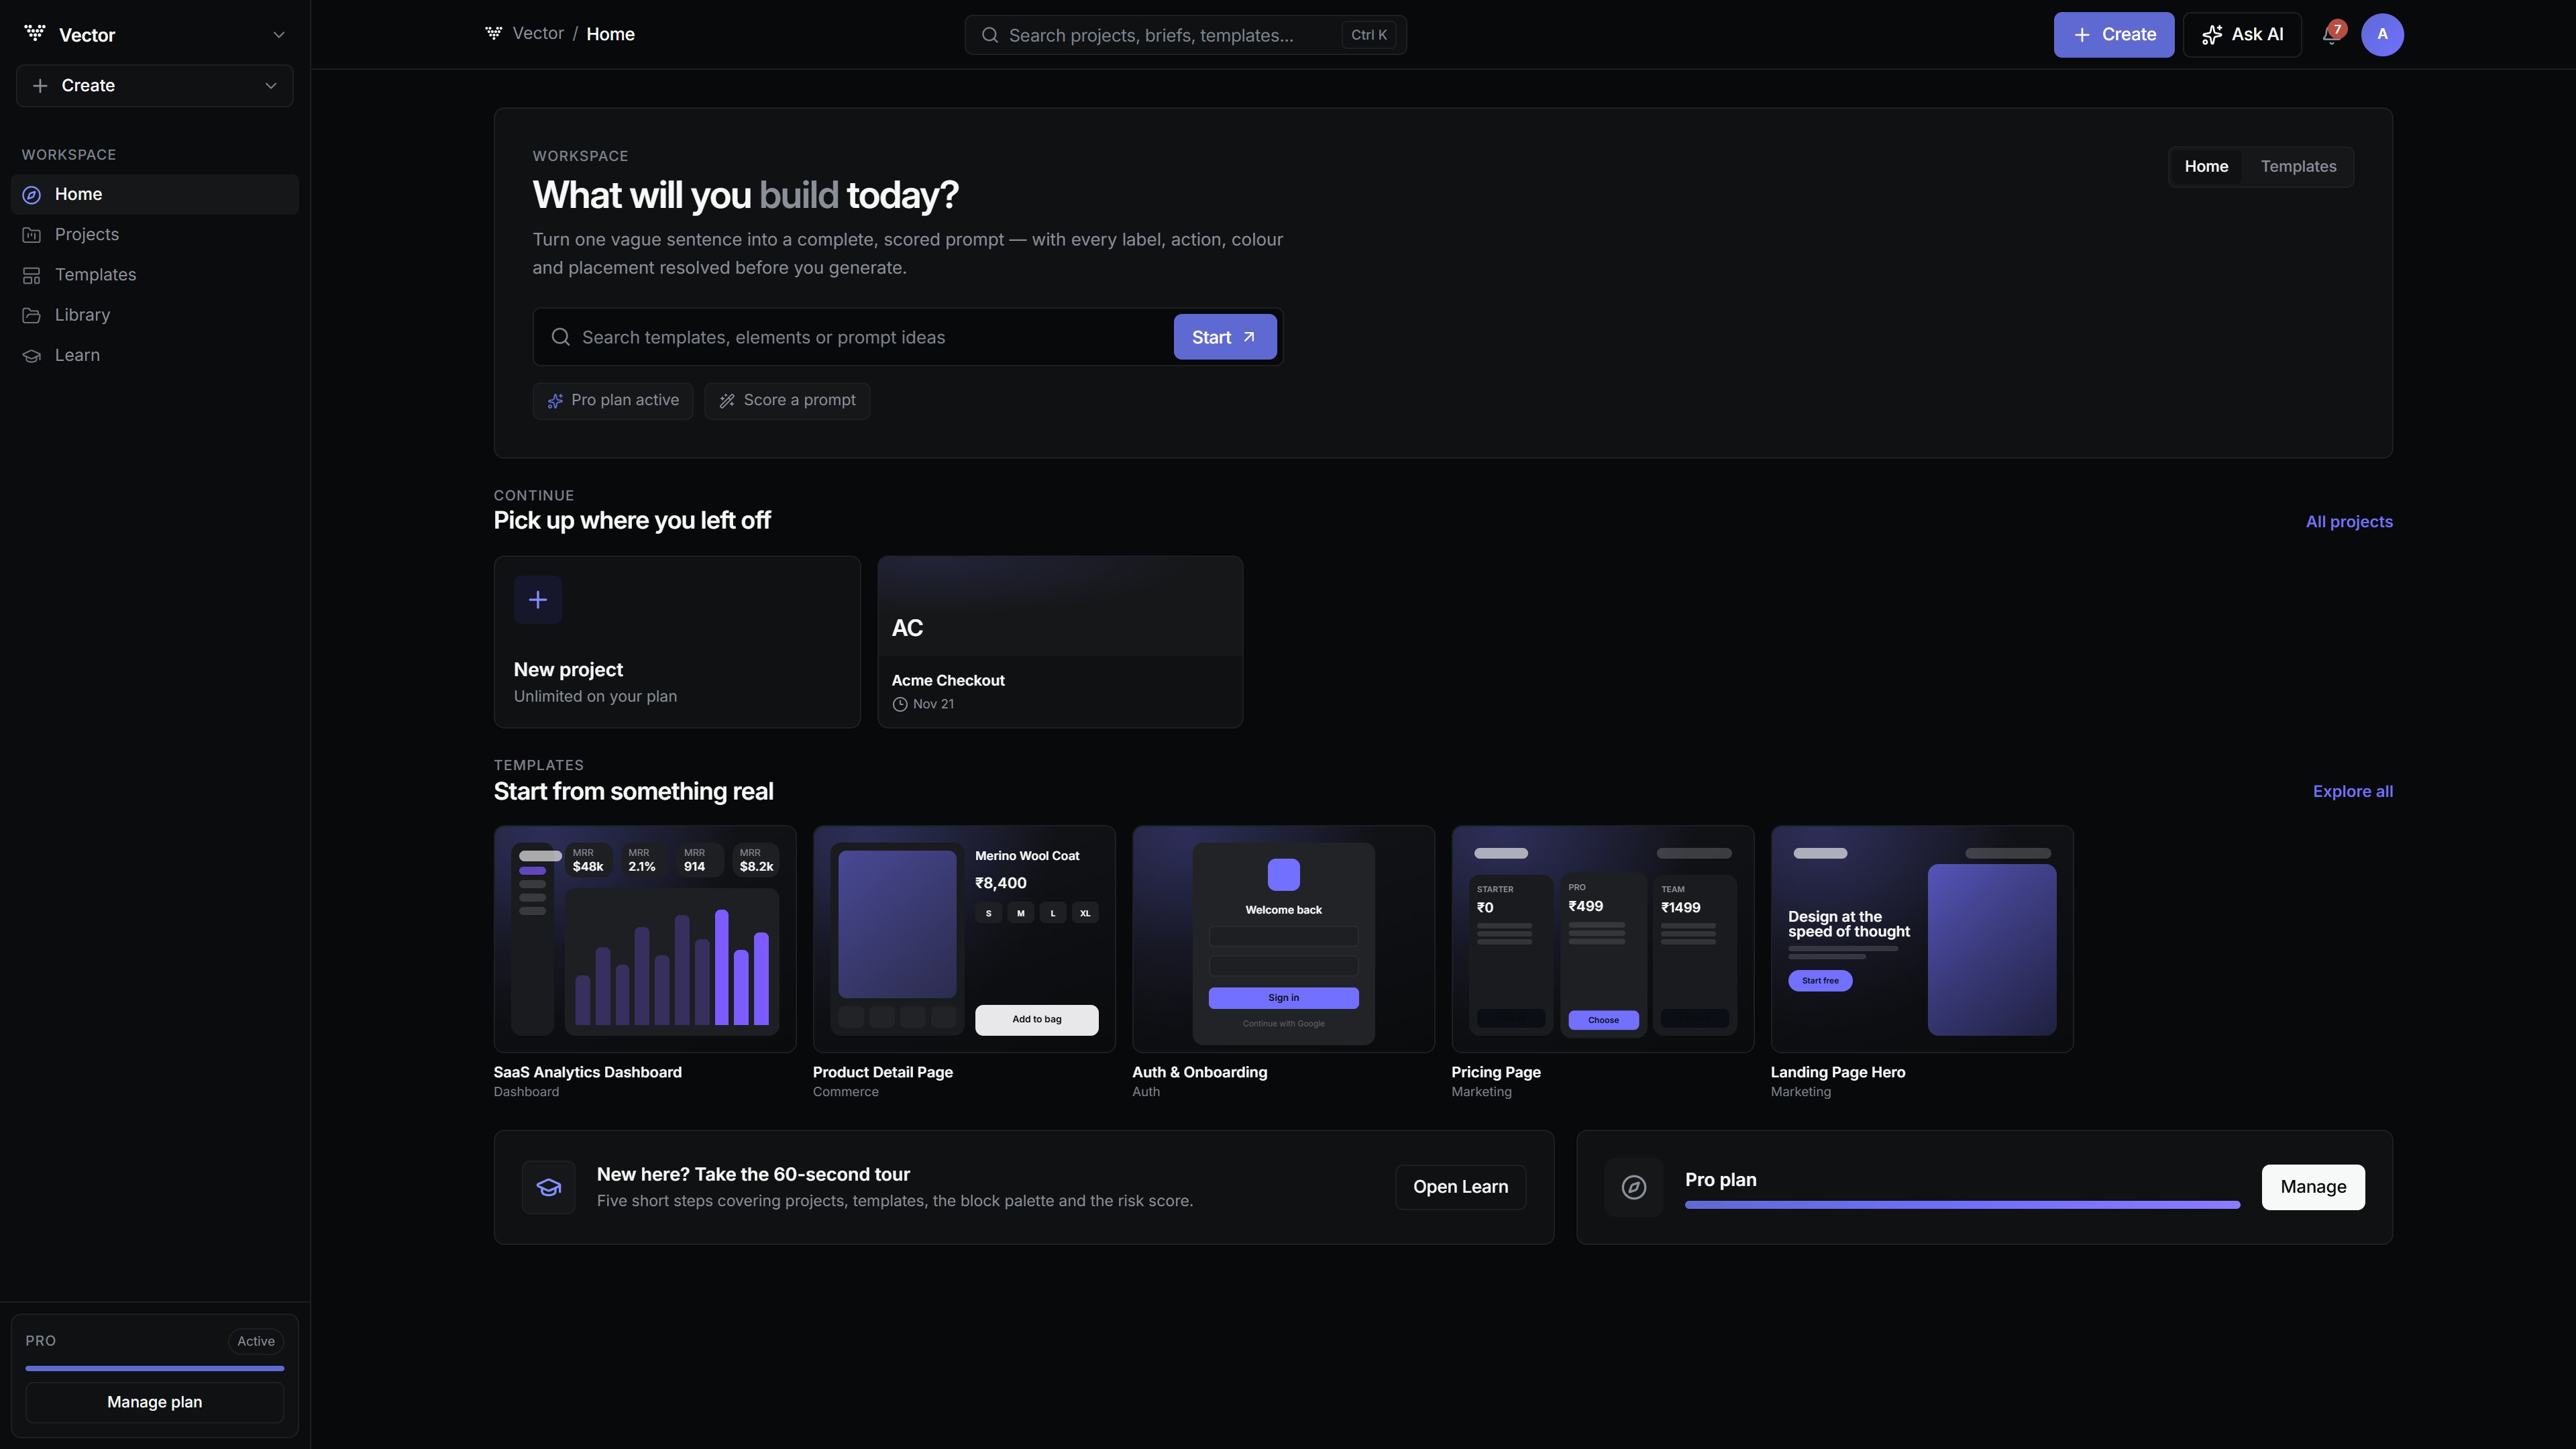 Vector
Create
WORKSPACE
Home
Projects
Templates
Library
Learn
PRO
Active
Manage plan
Vector / Home
Search projects, briefs, templates...
Ctrl K
Create
Ask AI
7
A
WORKSPACE
What will you build today?
Turn one vague sentence into a complete, scored prompt — with every label, action, colour
and placement resolved before you generate.
Home
Templates
Search templates, elements or prompt ideas
Start
Pro plan active
Score a prompt
CONTINUE
Pick up where you left off
All projects
New project
Unlimited on your plan
AC
Acme Checkout
Nov 21
TEMPLATES
Start from something real
Explore all
MRR
$48k
MRR
2.1%
MRR
914
MRR
$8.2k
SaaS Analytics Dashboard
Dashboard
Merino Wool Coat
₹8,400
S
M
L
XL
Add to bag
Product Detail Page
Commerce
Welcome back
Sign in
Continue with Google
Auth & Onboarding
Auth
STARTER
₹0
PRO
₹499
Choose
TEAM
₹1499
Pricing Page
Marketing
Design at the
speed of thought
Start free
Landing Page Hero
Marketing
New here? Take the 60-second tour
Five short steps covering projects, templates, the block palette and the risk score.
Open Learn
Pro plan
Manage